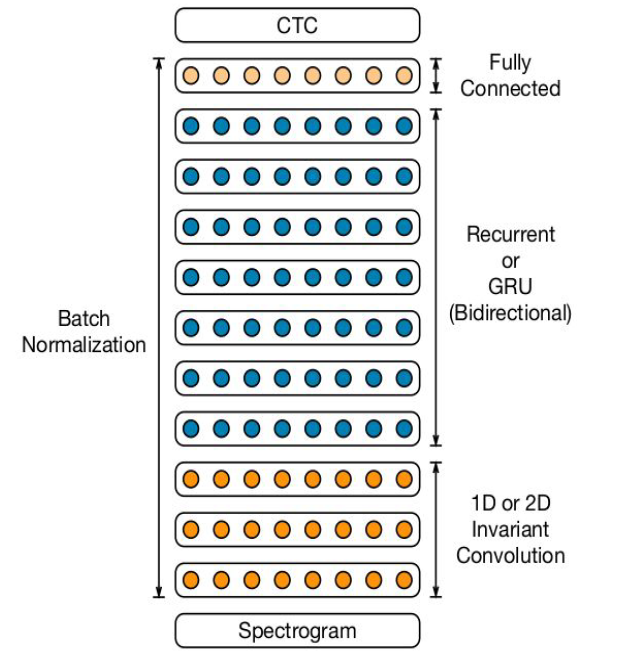 CTC
Fully
Connected
Recurrent
or
GRU
(Bidirectional)
Batch
Normalization
1D or 2D
Invariant
Convolution
Spectrogram